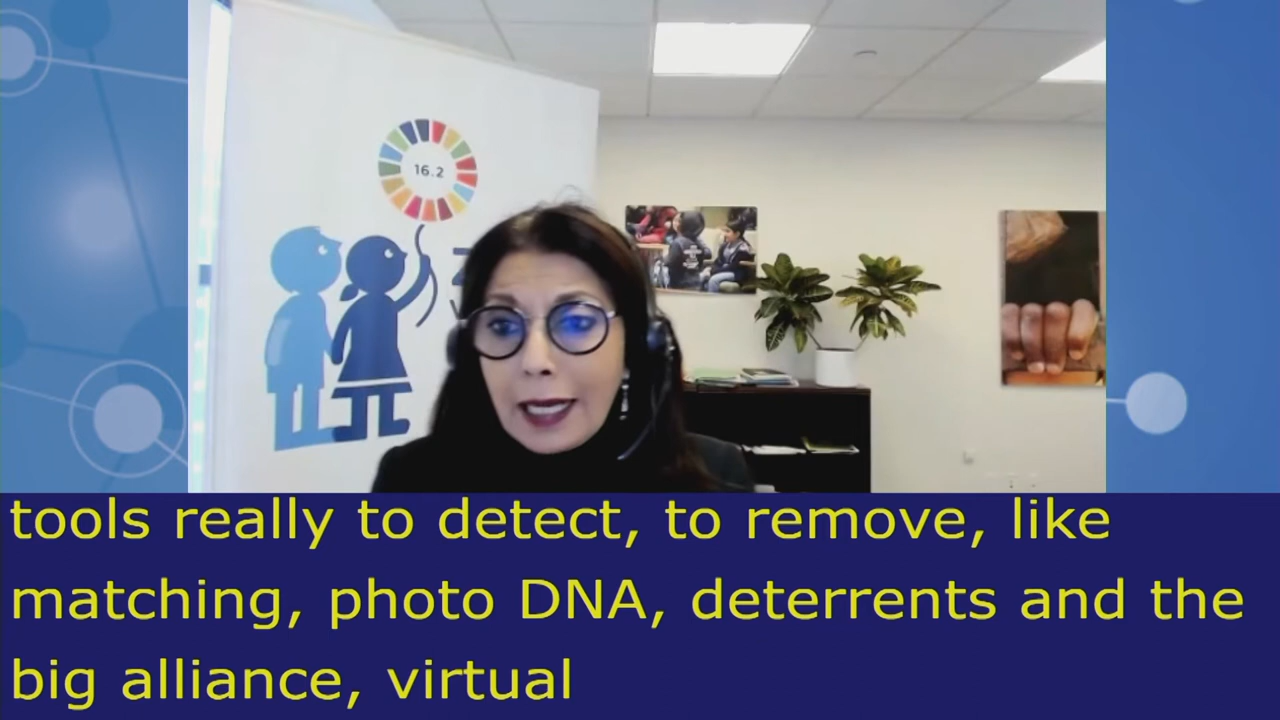 16.2
tools really to detect, to remove, like
matching, photo DNA, deterrents and the
big alliance, virtual